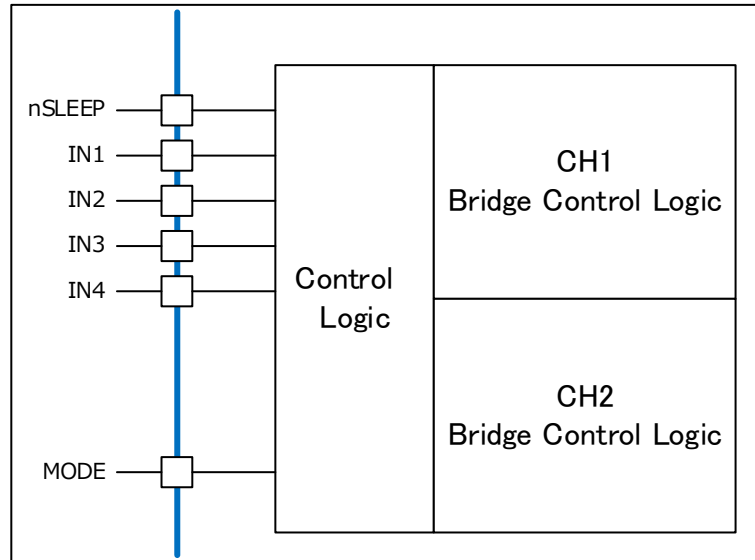 nSLEEP
IN1
IN2
IN3
IN4
MODE
Control
Logic
CH1
Bridge Control Logic
CH2
Bridge Control Logic